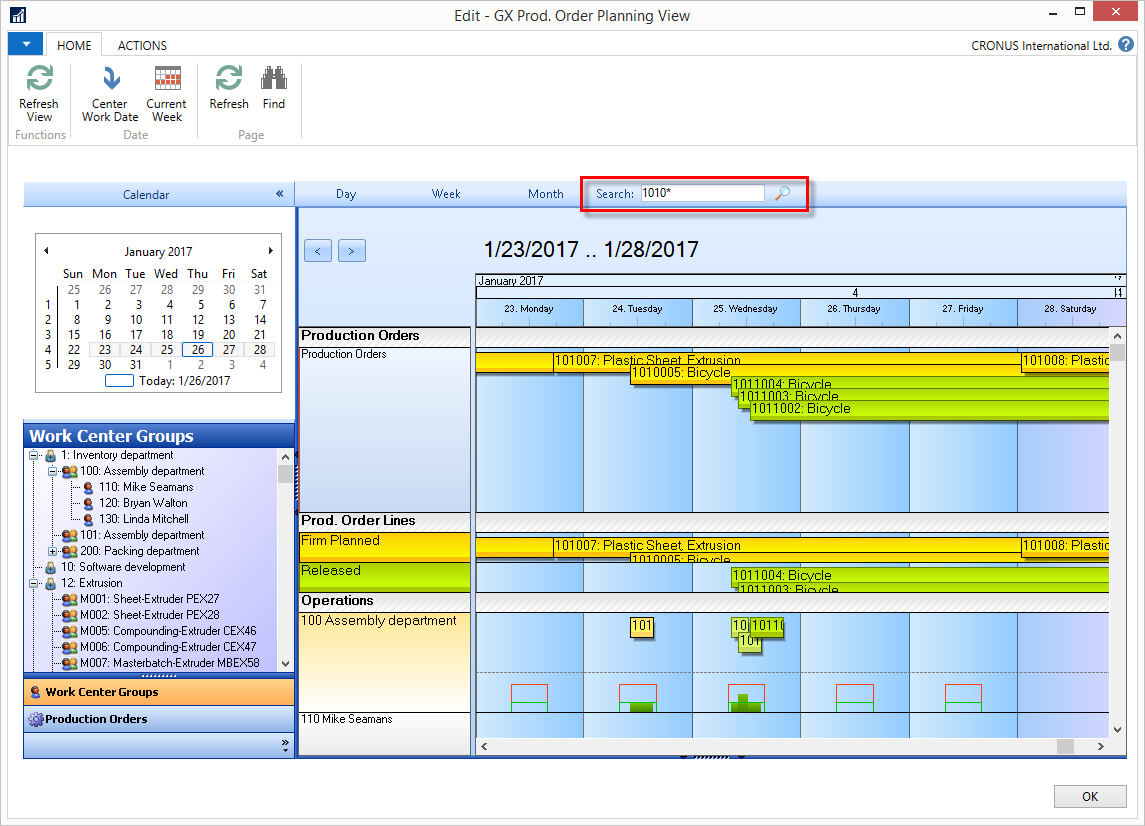 Edit - GX Prod. Order Planning View
HOME ACTIONS CRONUS International Ltd. ?
Refresh View Center Work Date Current Week Refresh Find
Functions Date Page
Calendar « Day Week Month Search: 1010*
January 2017
Sun Mon Tue Wed Thu Fri Sat
25 26 27 28 29 30 31
1 1 2 3 4 5 6 7
2 8 9 10 11 12 13 14
3 15 16 17 18 19 20 21
4 22 23 24 25 26 27 28
5 29 30 31 1 2 3 4
Today: 1/26/2017
< > 1/23/2017 .. 1/28/2017
January 2017
4
23. Monday 24. Tuesday 25. Wednesday 26. Thursday 27. Friday 28. Saturday
Production Orders
Production Orders
101007: Plastic Sheet, Extrusion 101008: Plastic
1010005: Bicycle
1011004: Bicycle
1011003: Bicycle
1011002: Bicycle
Work Center Groups
1: Inventory department
100: Assembly department
110: Mike Seamans
120: Bryan Walton
130: Linda Mitchell
101: Assembly department
200: Packing department
10: Software development
12: Extrusion
M001: Sheet-Extruder PEX27
M002: Sheet-Extruder PEX28
M005: Compounding-Extruder CEX46
M006: Compounding-Extruder CEX47
M007: Masterbatch-Extruder MBEX58
Work Center Groups
Production Orders
»
Prod. Order Lines
Firm Planned
101007: Plastic Sheet, Extrusion 101008: Plastic
1010005: Bicycle
Released
1011004: Bicycle
1011003: Bicycle
Operations
100 Assembly department
101 10 1011
101
110 Mike Seamans
OK